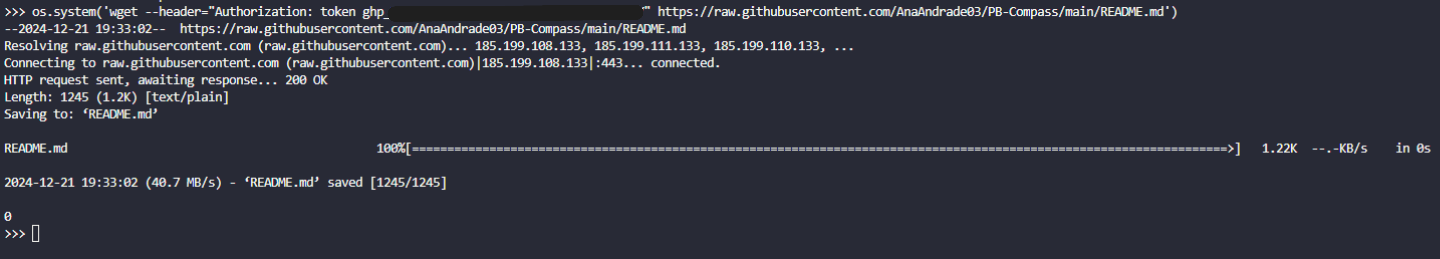 >>> os.system('wget --header="Authorization: token ghp_" https://raw.githubusercontent.com/AnaAndrade03/PB-Compass/main/README.md')
--2024-12-21 19:33:02--  https://raw.githubusercontent.com/AnaAndrade03/PB-Compass/main/README.md
Resolving raw.githubusercontent.com (raw.githubusercontent.com)... 185.199.108.133, 185.199.111.133, 185.199.110.133, ...
Connecting to raw.githubusercontent.com (raw.githubusercontent.com)|185.199.108.133|:443... connected.
HTTP request sent, awaiting response... 200 OK
Length: 1245 (1.2K) [text/plain]
Saving to: ‘README.md’
README.md 100%[=====================================================================================================================>] 1.22K --.-KB/s in 0s
2024-12-21 19:33:02 (40.7 MB/s) - ‘README.md’ saved [1245/1245]
0
>>>